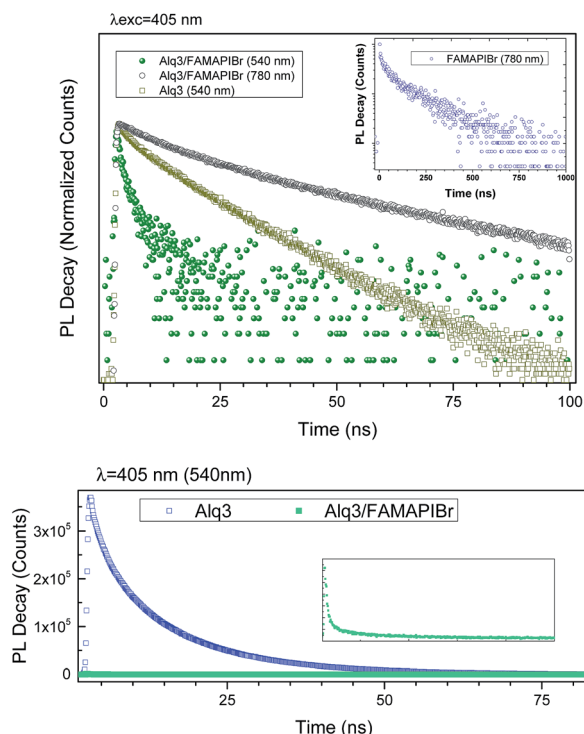 λexc=405 nm
Alq3/FAMAPIBr (540 nm)
Alq3/FAMAPIBr (780 nm)
Alq3 (540 nm)
FAMAPIBr (780 nm)
PL Decay (Counts)
0 250 500 750 1000
Time (ns)
PL Decay (Normalized Counts)
0 25 50 75 100
Time (ns)
λ=405 nm (540nm)
Alq3
Alq3/FAMAPIBr
PL Decay (Counts)
3x10⁵
2x10⁵
1x10⁵
0
25 50 75
Time (ns)